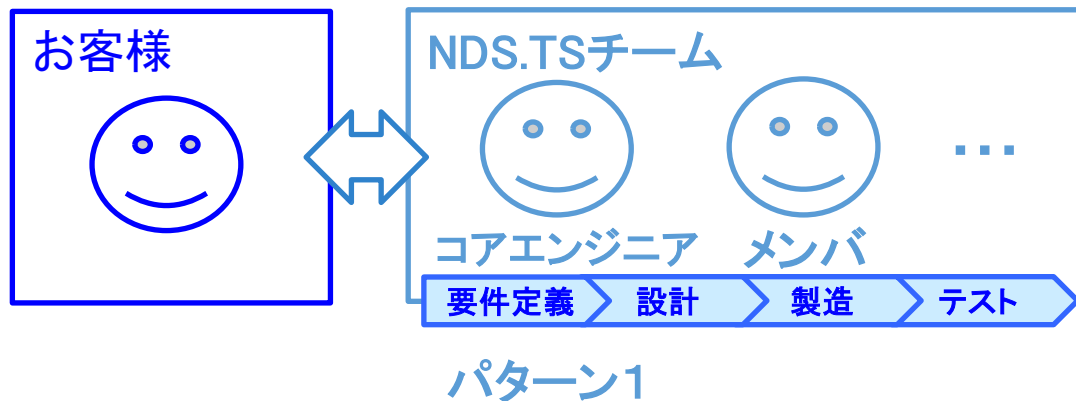 お客様
NDS.TSチーム
…
コアエンジニア
メンバ
要件定義
設計
製造
テスト
パターン1